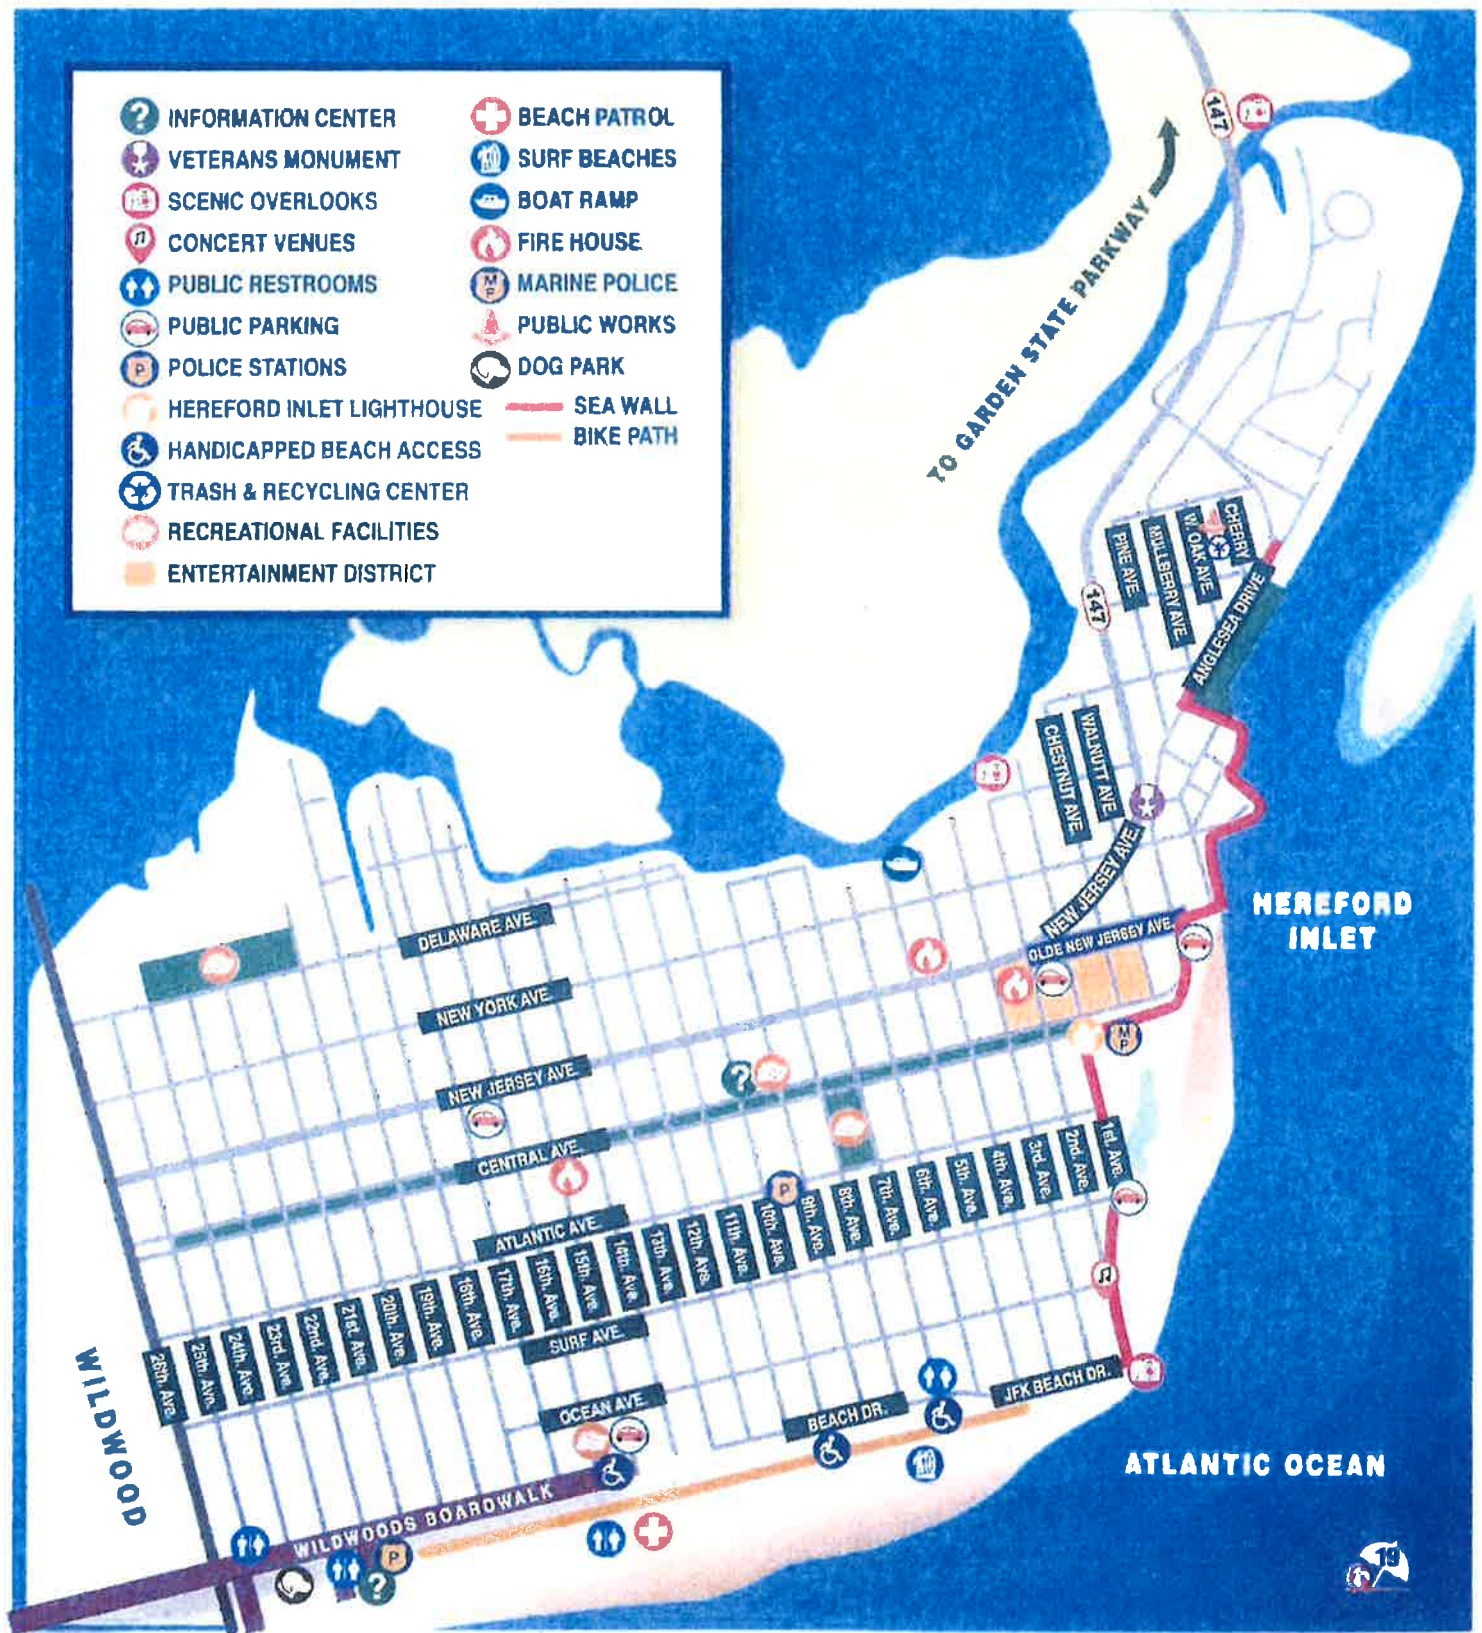 INFORMATION CENTER
VETERANS MONUMENT
SCENIC OVERLOOKS
CONCERT VENUES
PUBLIC RESTROOMS
PUBLIC PARKING
POLICE STATIONS
HEREFORD INLET LIGHTHOUSE
HANDICAPPED BEACH ACCESS
TRASH & RECYCLING CENTER
RECREATIONAL FACILITIES
ENTERTAINMENT DISTRICT
BEACH PATROL
SURF BEACHES
BOAT RAMP
FIRE HOUSE
MARINE POLICE
PUBLIC WORKS
DOG PARK
SEA WALL
BIKE PATH
147
TO GARDEN STATE PARKWAY
CHERRY
W. OAK AVE
MULLBERRY AVE
PINE AVE
147
ANGLESEA DRIVE
WALNUTT AVE
CHESTNUT AVE.
NEW JERSEY AVE.
OLDE NEW JERSEY AVE.
HEREFORD
INLET
DELAWARE AVE.
NEW YORK AVE.
NEW JERSEY AVE.
CENTRAL AVE.
ATLANTIC AVE.
SURF AVE.
OCEAN AVE.
BEACH DR.
JFK BEACH DR.
M
P
P
P
26th. Ave.
25th. Ave.
24th. Ave.
23rd. Ave.
22nd. Ave.
21st. Ave.
20th. Ave.
19th. Ave.
18th. Ave.
17th. Ave.
16th. Ave.
15th. Ave.
14th. Ave.
13th. Ave.
12th. Ave.
11th. Ave.
10th. Ave.
9th. Ave.
8th. Ave.
7th. Ave.
6th. Ave.
5th. Ave.
4th. Ave.
3rd. Ave.
2nd. Ave.
1st. Ave.
WILDWOOD
WILDWOODS BOARDWALK
ATLANTIC OCEAN
19